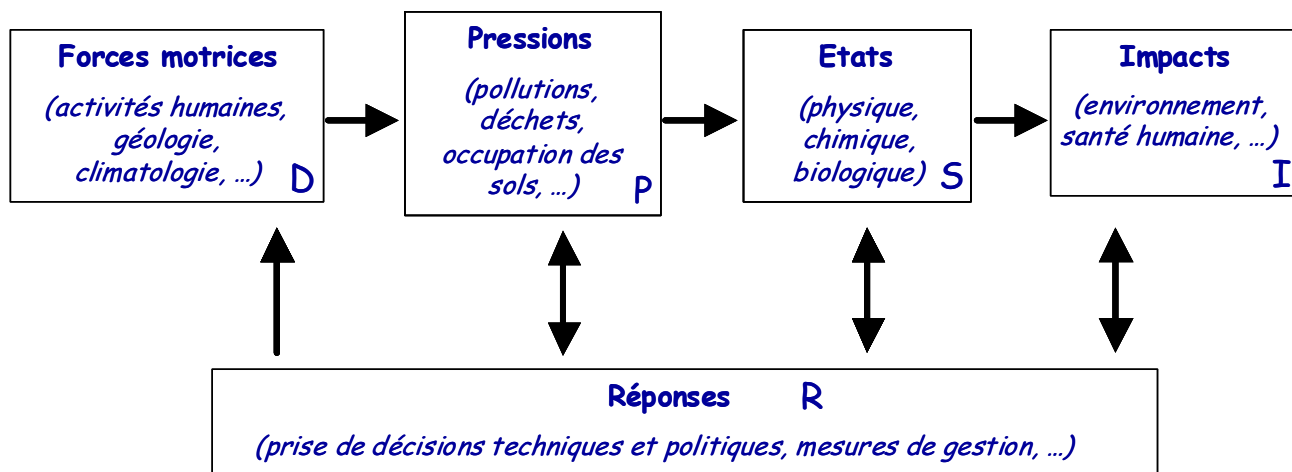 Forces motrices
(activités humaines,
géologie,
climatologie, ...) D
Pressions
(pollutions,
déchets,
occupation des
sols, ...) P
Etats
(physique,
chimique,
biologique) S
Impacts
(environnement,
santé humaine, ...)
I
Réponses R
(prise de décisions techniques et politiques, mesures de gestion, ...)